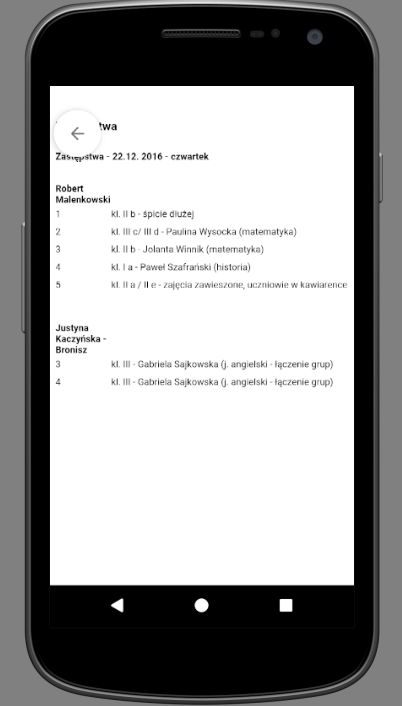 twa
Zastępstwa - 22.12. 2016 - czwartek
Robert
Malenkowski
1 kl. II b - śpicie dłużej
2 kl. III c/ III d - Paulina Wysocka (matematyka)
3 kl. II b - Jolanta Winnik (matematyka)
4 kl. I a - Paweł Szafrański (historia)
5 kl. II a / II e - zajęcia zawieszone, uczniowie w kawiarence
Justyna
Kaczyńska -
Bronisz
3 kl. III - Gabriela Sajkowska (j. angielski - łączenie grup)
4 kl. III - Gabriela Sajkowska (j. angielski - łączenie grup)